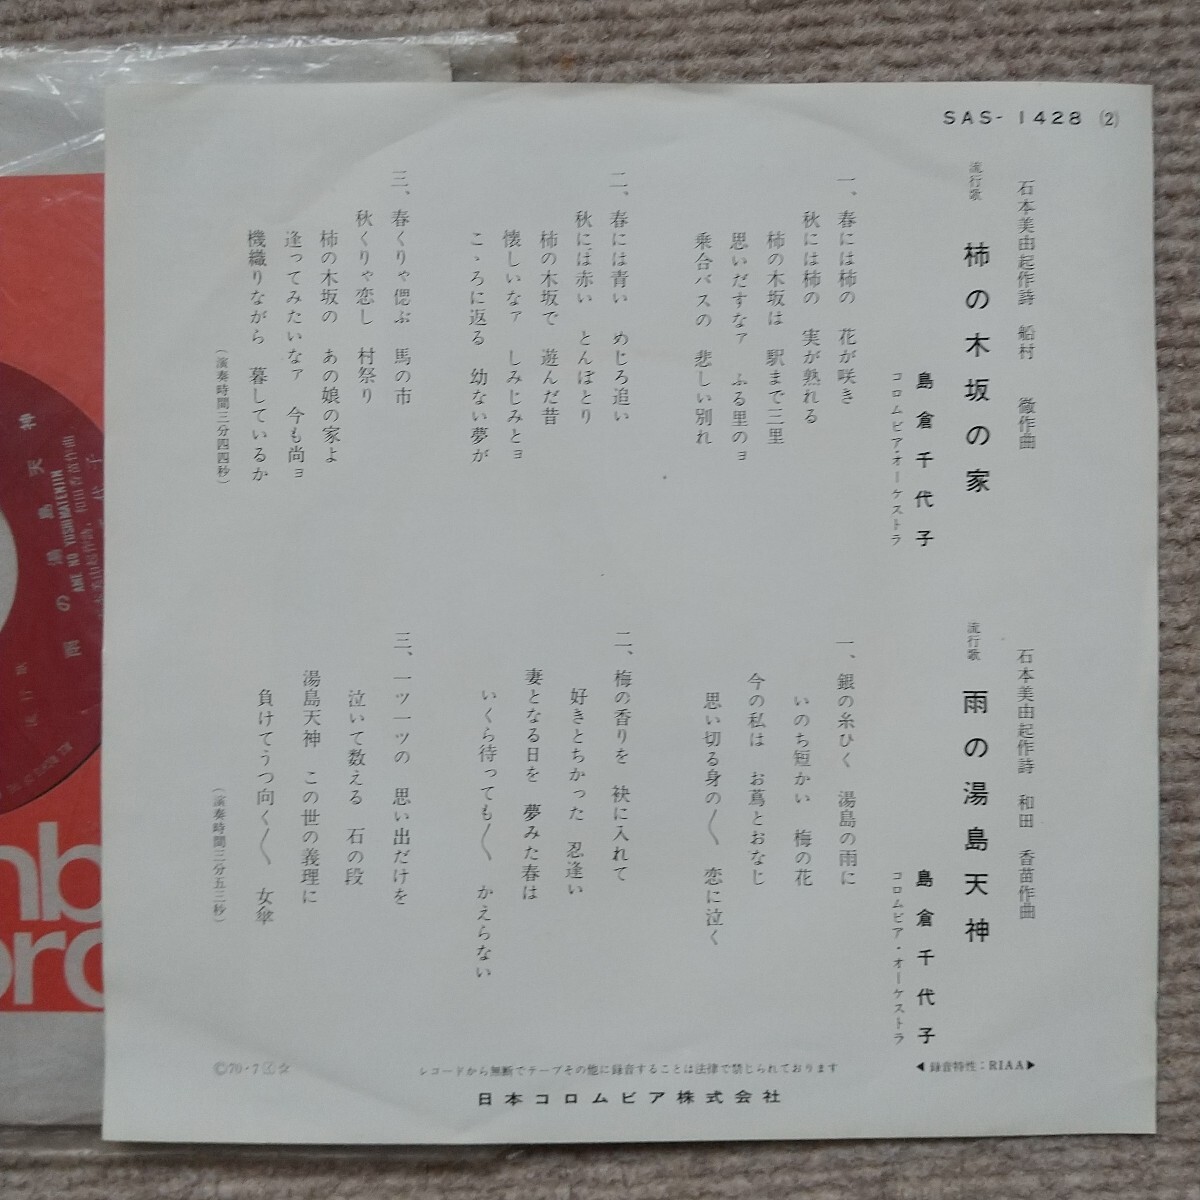 SAS-1428 (2)
石本美由起作詩 船村 徹作曲
流行歌
柿の木坂の家
島倉千代子
コロムビア・オーケストラ
一、春には柿の 花が咲き
秋には柿の 実が熟れる
柿の木坂は 駅まで三里
思いだすなァ ふる里のョ
乗合バスの 悲しい別れ
二、春には青い めじろ追い
秋には赤い とんぼとり
柿の木坂で 遊んだ昔
懐しいなァ しみじみとョ
こゝろに返る 幼ない夢が
三、春くりゃ偲ぶ 馬の市
秋くりゃ恋し 村祭り
柿の木坂の あの娘の家よ
逢ってみたいなァ 今も尚ョ
機織りながら 暮しているか
(演奏時間三分四四秒)
石本美由起作詩 和田 香苗作曲
流行歌
雨の湯島天神
島倉千代子
コロムビア・オーケストラ
一、銀の糸ひく 湯島の雨に
いのち短かい 梅の花
今の私は お蔦とおなじ
思い切る身の〱 恋に泣く
二、梅の香りを 袂に入れて
好きとちかった 忍逢い
妻となる日を 夢みた春は
いくら待っても〱 かえらない
三、一ツ一ツの 思い出だけを
泣いて数える 石の段
湯島天神 この世の義理に
負けてうつ向く〱 女傘
(演奏時間三分五三秒)
◀録音特性:RIAA▶
レコードから無断でテープその他に録音することは法律で禁じられております
日本コロムビア株式会社
©70・7 ☆
雨の湯島天神
AME NO YUSHIMATENJIN
流行歌